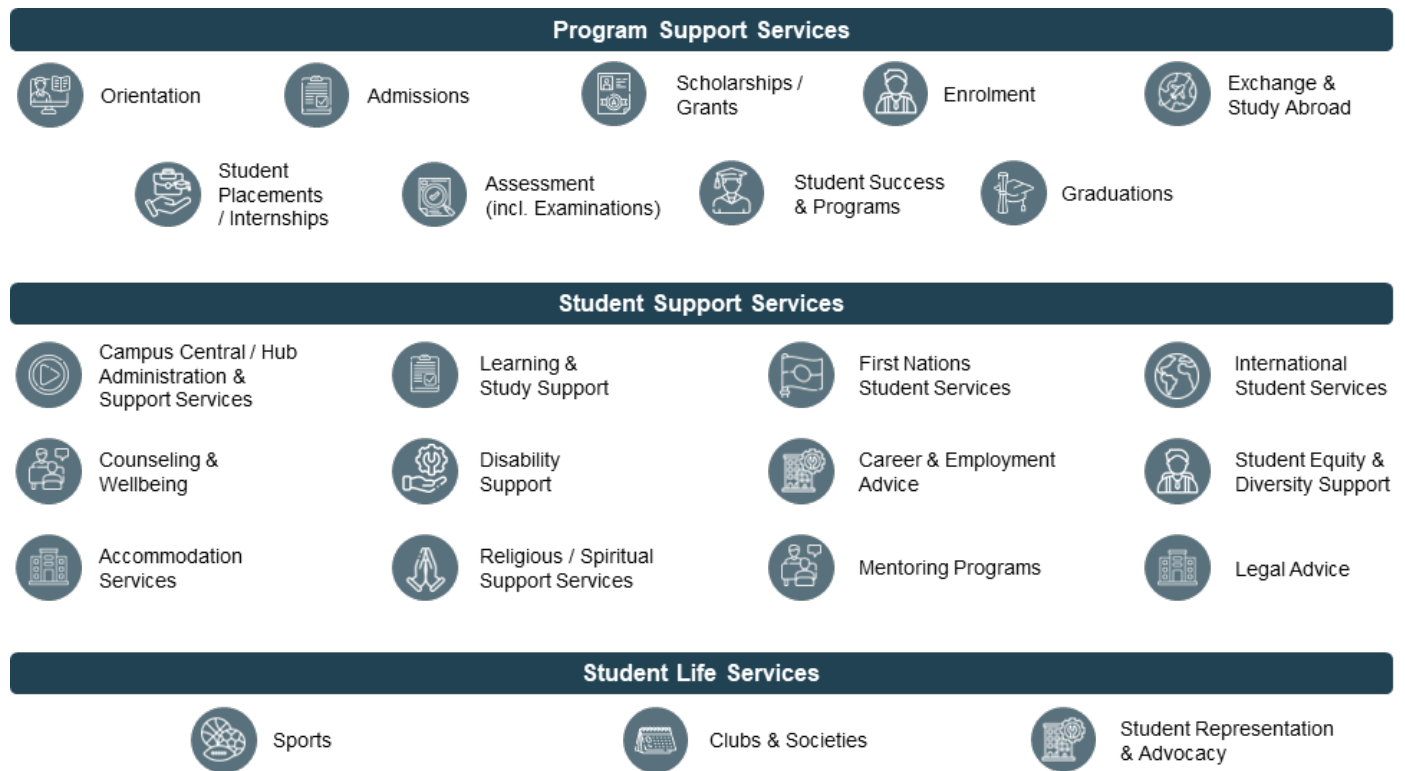 Program Support Services
Orientation
Admissions
Scholarships /
Grants
Enrolment
Exchange &
Study Abroad
Student
Placements
/ Internships
Assessment
(incl. Examinations)
Student Success
& Programs
Graduations
Student Support Services
Campus Central / Hub
Administration &
Support Services
Learning &
Study Support
First Nations
Student Services
International
Student Services
Counseling &
Wellbeing
Disability
Support
Career & Employment
Advice
Student Equity &
Diversity Support
Accommodation
Services
Religious / Spiritual
Support Services
Mentoring Programs
Legal Advice
Student Life Services
Sports
Clubs & Societies
Student Representation
& Advocacy